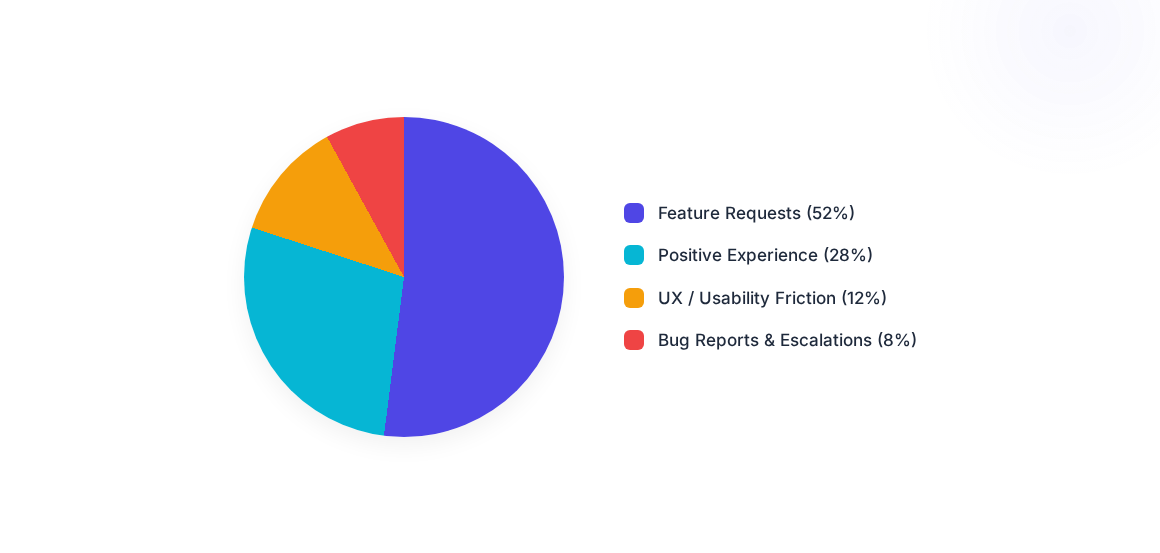 Feature Requests (52%)
Positive Experience (28%)
UX / Usability Friction (12%)
Bug Reports & Escalations (8%)